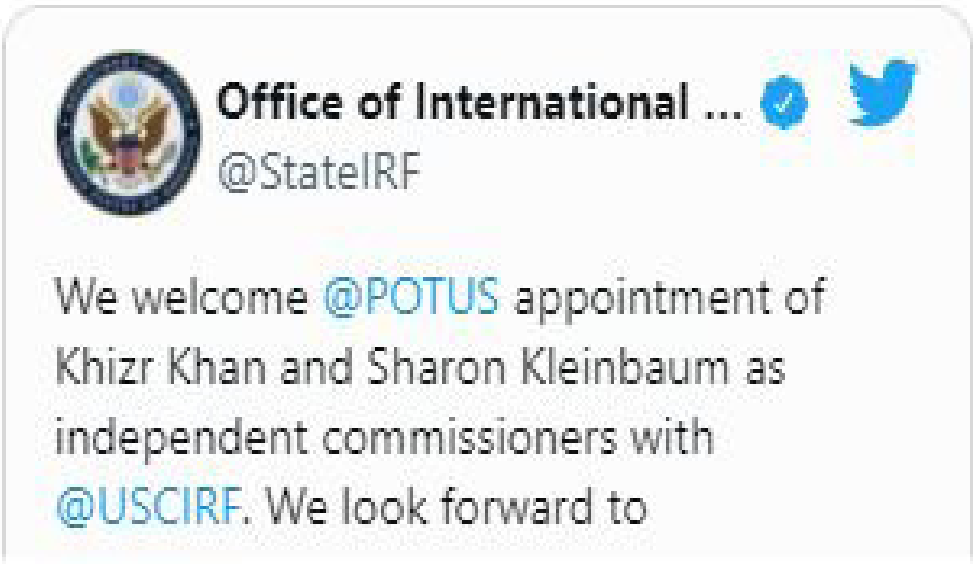 Office of International ...
@StateIRF
We welcome @POTUS appointment of
Khizr Khan and Sharon Kleinbaum as
independent commissioners with
@USCIRF. We look forward to